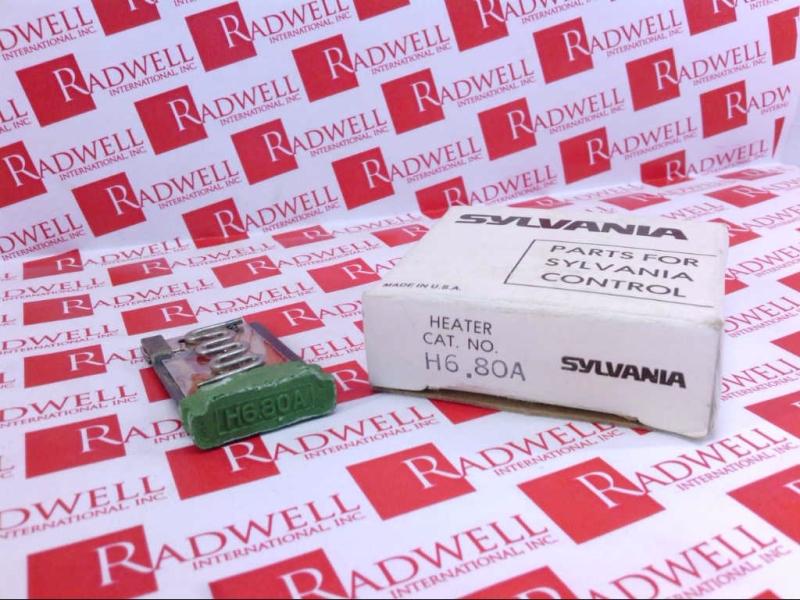 RADWELL
INTERNATIONAL, INC.
SYLVANIA
PARTS FOR
SYLVANIA
CONTROL
MADE IN U.S.A.
HEATER
CAT. NO.
H6.80A
SYLVANIA
H6.80A